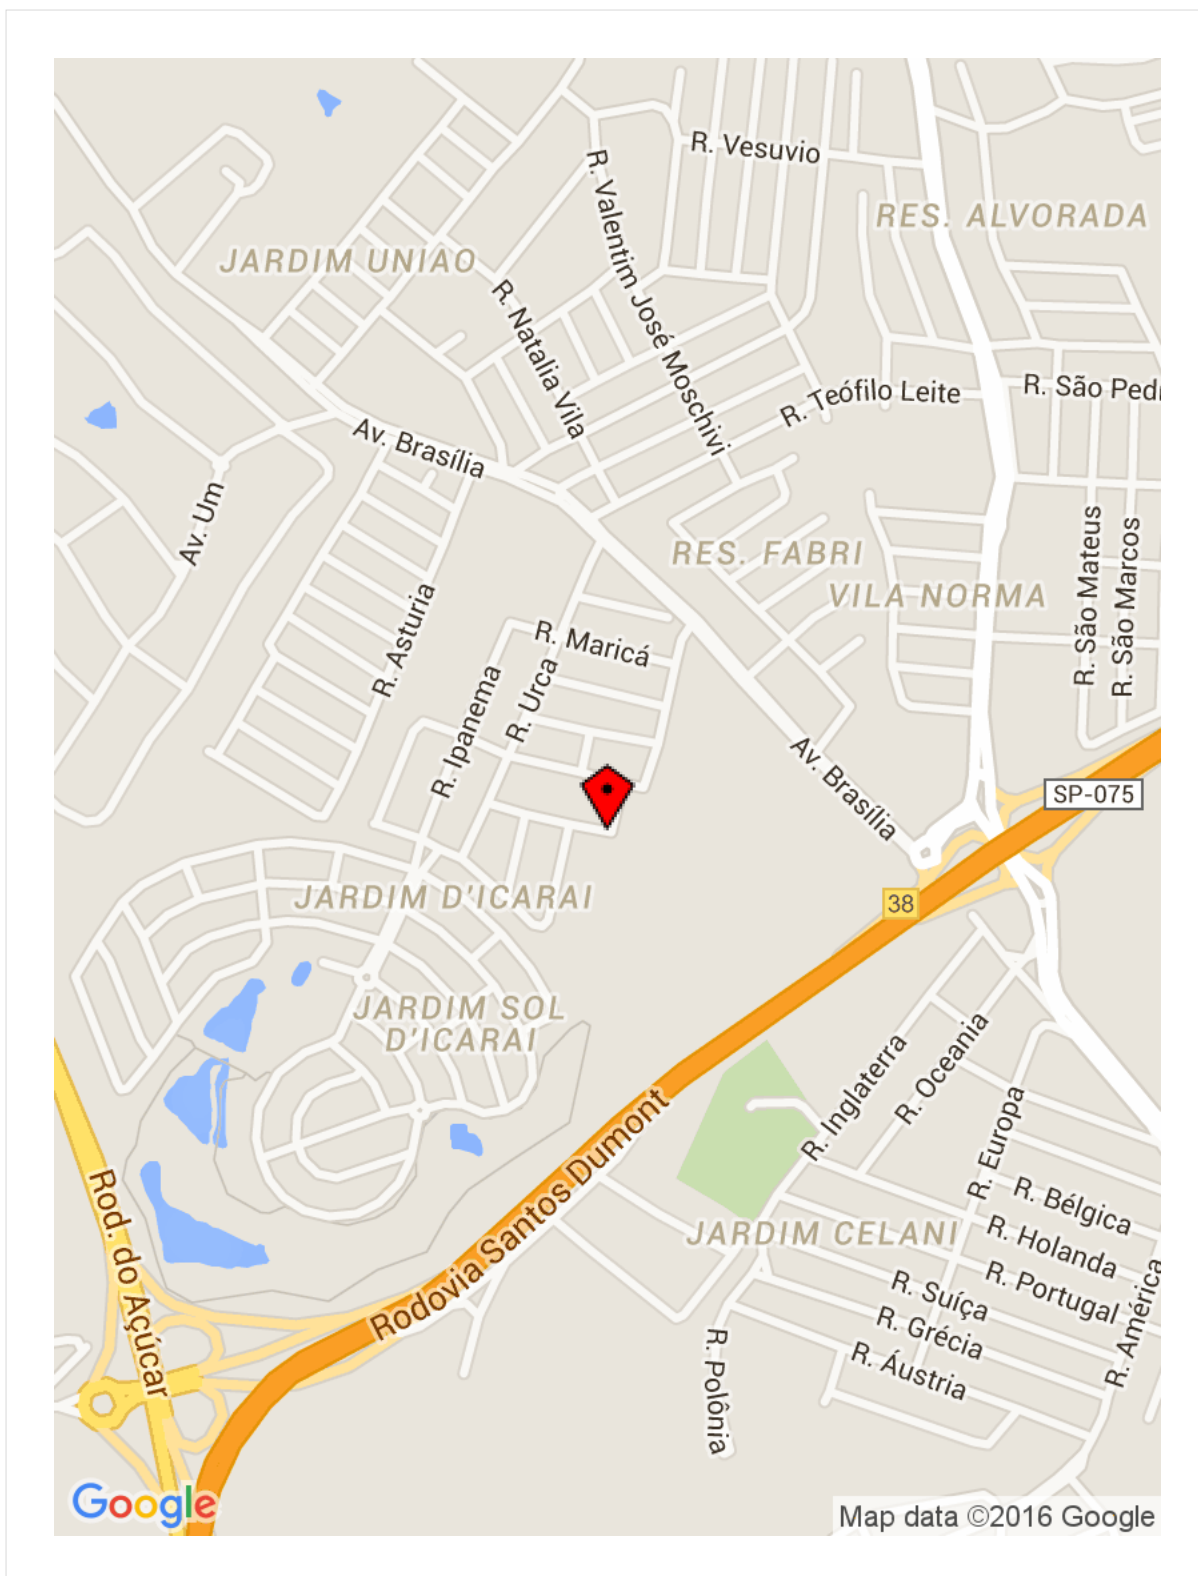 R. Vesuvio
R. Valentim José Moschivi
RES. ALVORADA
JARDIM UNIAO
R. Natalia Vila
R. Teófilo Leite
R. São Pedr
Av. Brasília
Av. Um
RES. FABRI
VILA NORMA
R. São Mateus
R. São Marcos
R. Asturia
R. Maricá
R. Urca
R. Ipanema
Av. Brasília
SP-075
38
JARDIM D'ICARAI
JARDIM SOL
D'ICARAI
R. Inglaterra
R. Oceania
R. Europa
Rodovia Santos Dumont
Rod. do Açúcar
JARDIM CELANI
R. Bélgica
R. Holanda
R. Portugal
R. Suíça
R. Grécia
R. Áustria
R. América
R. Polônia
Google
Map data ©2016 Google